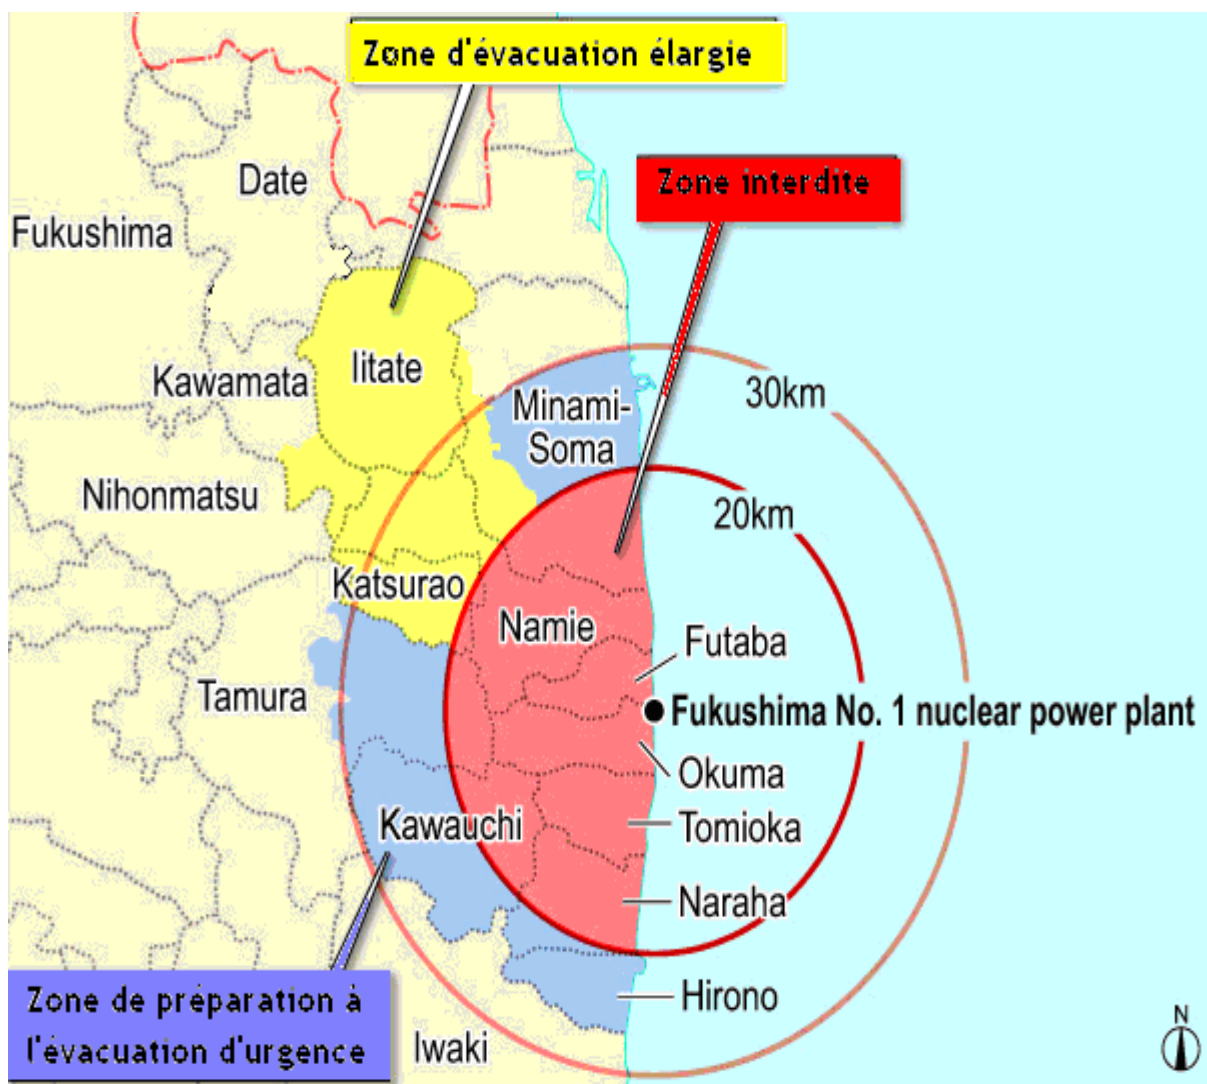 Zone d'évacuation élargie
Zone interdite
Date
Fukushima
Iitate
Kawamata
30km
Minami-
Soma
Nihonmatsu
20km
Katsurao
Namie
Futaba
Tamura
Fukushima No. 1 nuclear power plant
Okuma
Kawauchi
Tomioka
Naraha
Zone de préparation à
l'évacuation d'urgence
Hirono
Iwaki
N